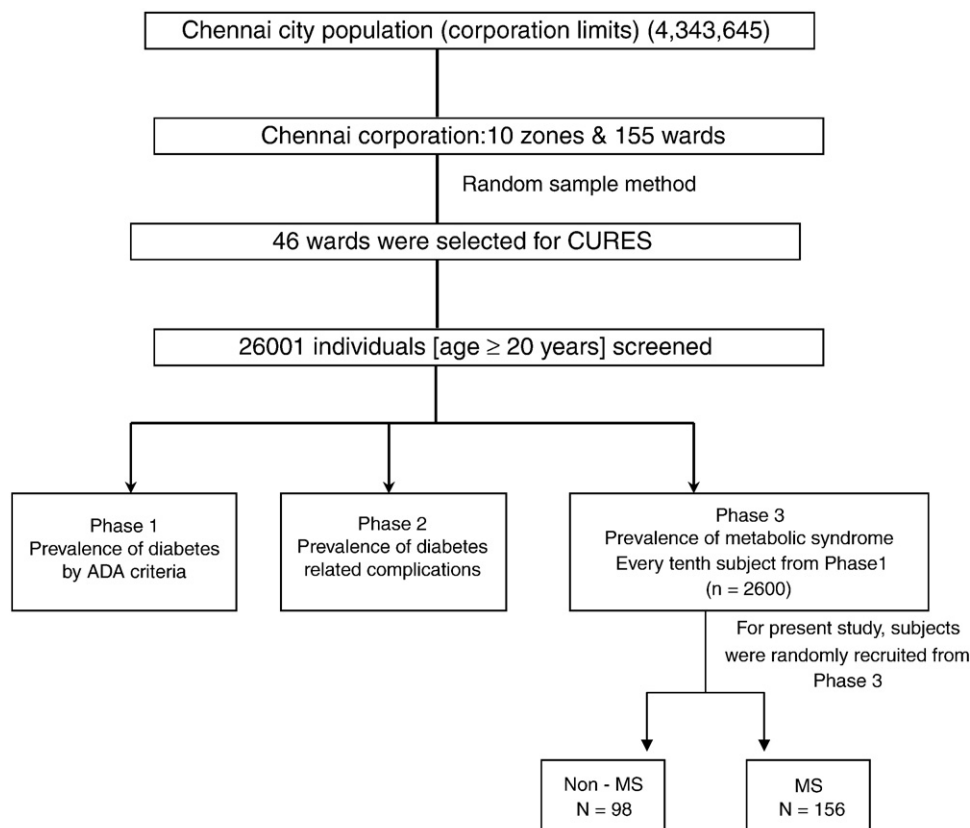 Chennai city population (corporation limits) (4,343,645)
Chennai corporation:10 zones & 155 wards
Random sample method
46 wards were selected for CURES
26001 individuals [age ≥ 20 years] screened
Phase 1
Prevalence of diabetes
by ADA criteria
Phase 2
Prevalence of diabetes
related complications
Phase 3
Prevalence of metabolic syndrome
Every tenth subject from Phase1
(n = 2600)
For present study, subjects
were randomly recruited from
Phase 3
Non - MS
N = 98
MS
N = 156